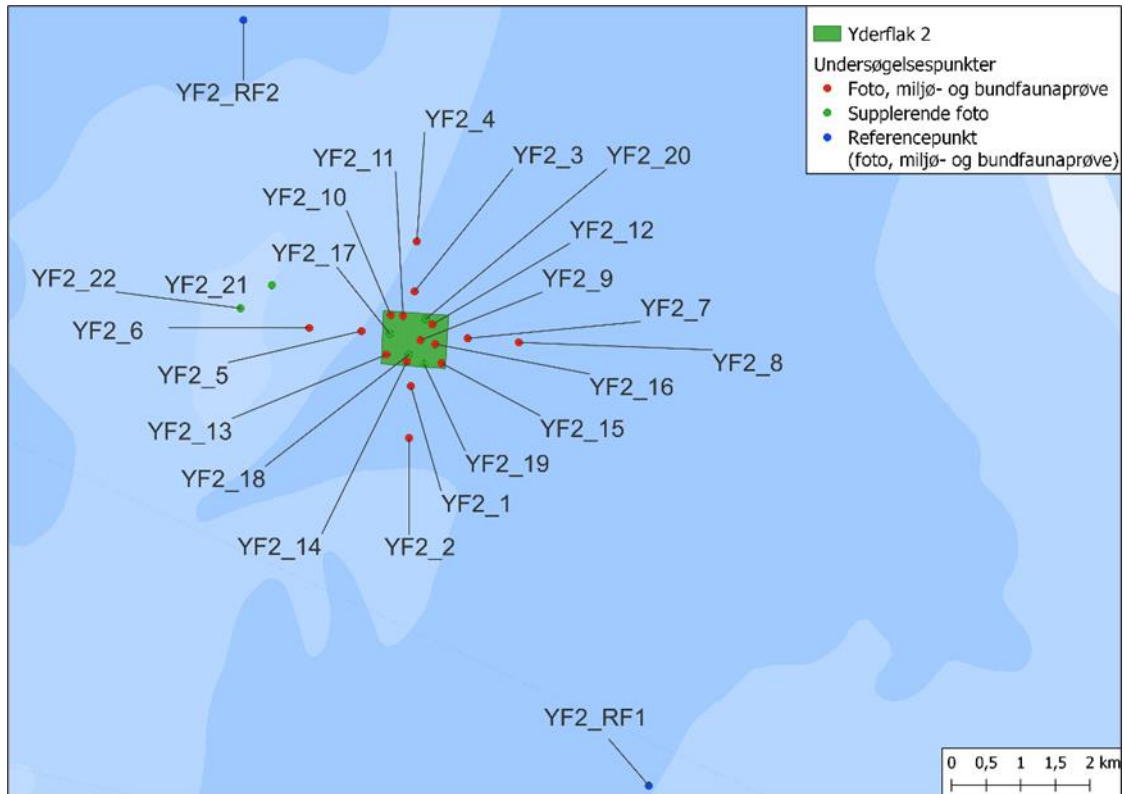 Yderflak 2
Undersøgelsespunkter
Foto, miljø- og bundfaunaprøve
Supplerende foto
Referencepunkt
(foto, miljø- og bundfaunaprøve)
YF2_RF2
YF2_4
YF2_11
YF2_3
YF2_20
YF2_10
YF2_12
YF2_17
YF2_9
YF2_22
YF2_21
YF2_7
YF2_6
YF2_5
YF2_8
YF2_16
YF2_13
YF2_15
YF2_18
YF2_19
YF2_1
YF2_14
YF2_2
YF2_RF1
0 0,5 1 1,5 2 km